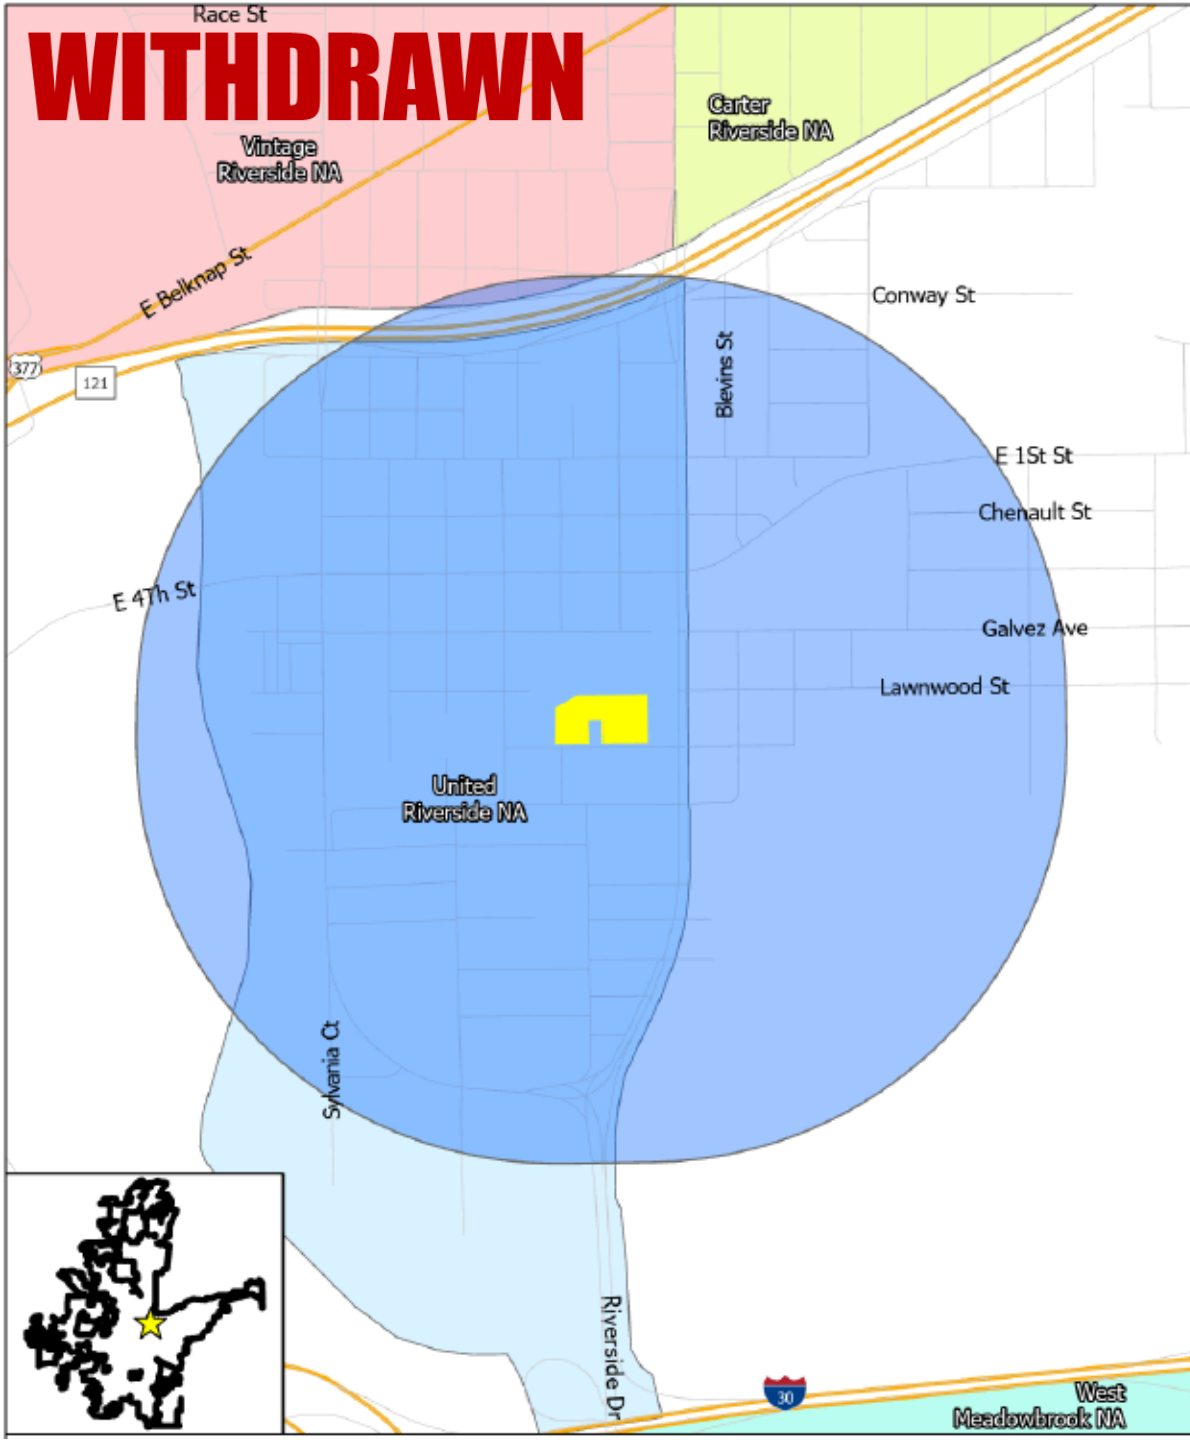 Race St
WITHDRAWN
Carter
Riverside NA
Vintage
Riverside NA
E Belknap St
Conway St
377
121
Blevins St
E 1St St
Chenault St
E 4Th St
Galvez Ave
Lawnwood St
United
Riverside NA
Sylvania Ct
Riverside Dr
30
West
Meadowbrook NA